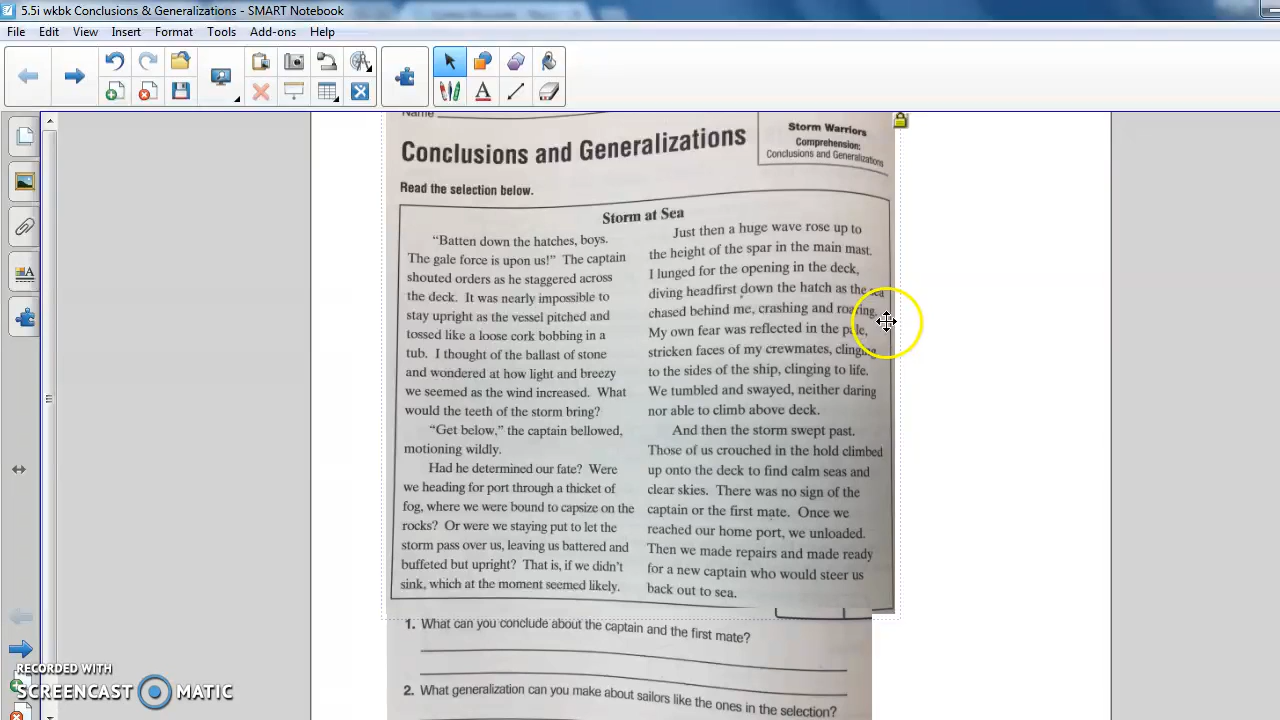 5.5i wkbk Conclusions & Generalizations - SMART Notebook
File Edit View Insert Format Tools Add-ons Help
Name
Conclusions and Generalizations
Storm Warriors
Comprehension:
Conclusions and Generalizations
Read the selection below.
Storm at Sea
"Batten down the hatches, boys.
The gale force is upon us!" The captain
shouted orders as he staggered across
the deck. It was nearly impossible to
stay upright as the vessel pitched and
tossed like a loose cork bobbing in a
tub. I thought of the ballast of stone
and wondered at how light and breezy
we seemed as the wind increased. What
would the teeth of the storm bring?
"Get below," the captain bellowed,
motioning wildly.
Had he determined our fate? Were
we heading for port through a thicket of
fog, where we were bound to capsize on the
rocks? Or were we staying put to let the
storm pass over us, leaving us battered and
buffeted but upright? That is, if we didn't
sink, which at the moment seemed likely.
Just then a huge wave rose up to
the height of the spar in the main mast.
I lunged for the opening in the deck,
diving headfirst down the hatch as the sea
chased behind me, crashing and roaring.
My own fear was reflected in the pale,
stricken faces of my crewmates, clinging
to the sides of the ship, clinging to life.
We tumbled and swayed, neither daring
nor able to climb above deck.
And then the storm swept past.
Those of us crouched in the hold climbed
up onto the deck to find calm seas and
clear skies. There was no sign of the
captain or the first mate. Once we
reached our home port, we unloaded.
Then we made repairs and made ready
for a new captain who would steer us
back out to sea.
1. What can you conclude about the captain and the first mate?
2. What generalization can you make about sailors like the ones in the selection?
RECORDED WITH
SCREENCAST MATIC